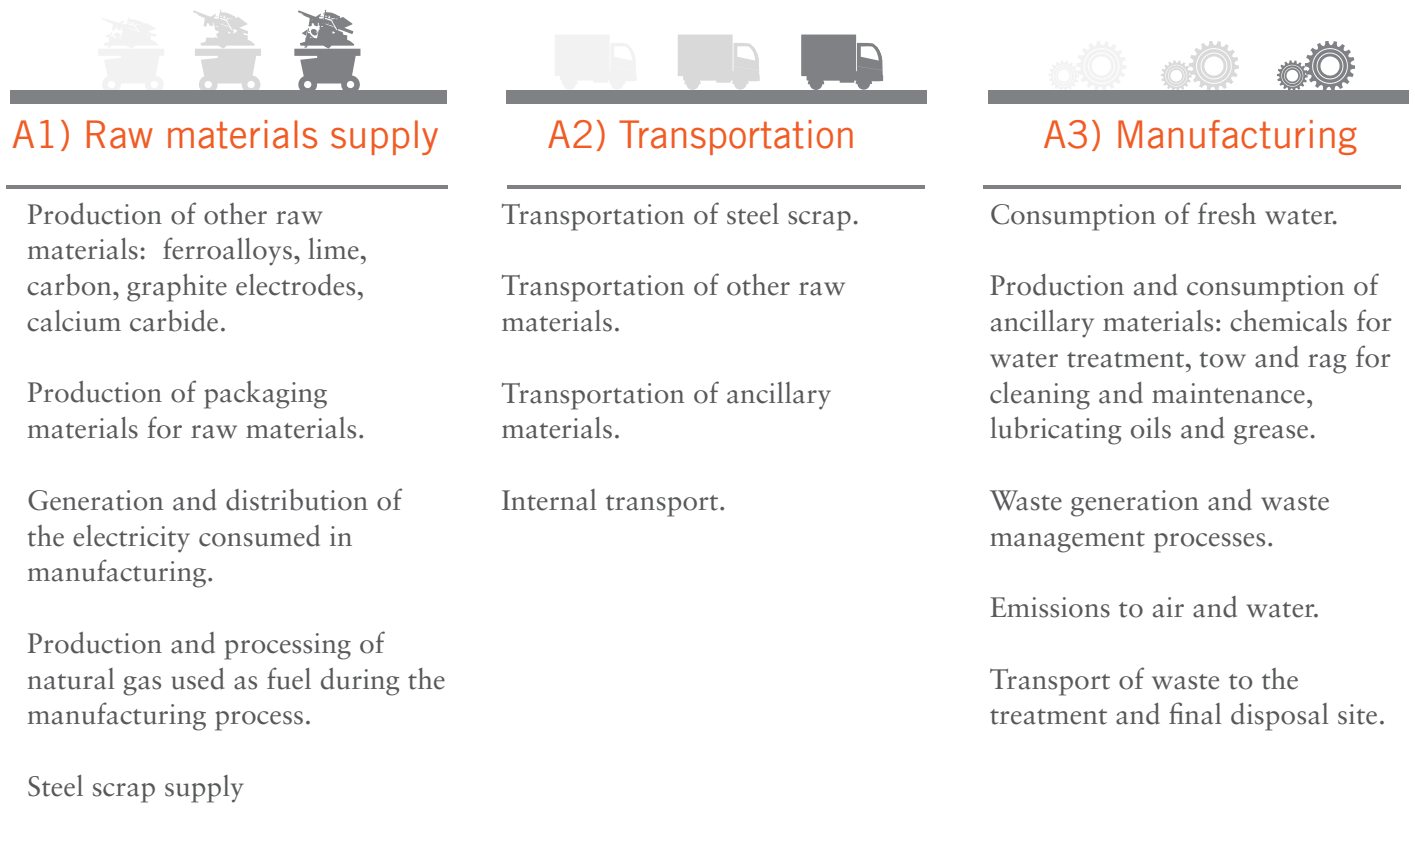 A1) Raw materials supply
Production of other raw
materials:  ferroalloys, lime,
carbon, graphite electrodes,
calcium carbide.
Production of packaging
materials for raw materials.
Generation and distribution of
the electricity consumed in
manufacturing.
Production and processing of
natural gas used as fuel during the
manufacturing process.
Steel scrap supply
A2) Transportation
Transportation of steel scrap.
Transportation of other raw
materials.
Transportation of ancillary
materials.
Internal transport.
A3) Manufacturing
Consumption of fresh water.
Production and consumption of
ancillary materials: chemicals for
water treatment, tow and rag for
cleaning and maintenance,
lubricating oils and grease.
Waste generation and waste
management processes.
Emissions to air and water.
Transport of waste to the
treatment and final disposal site.